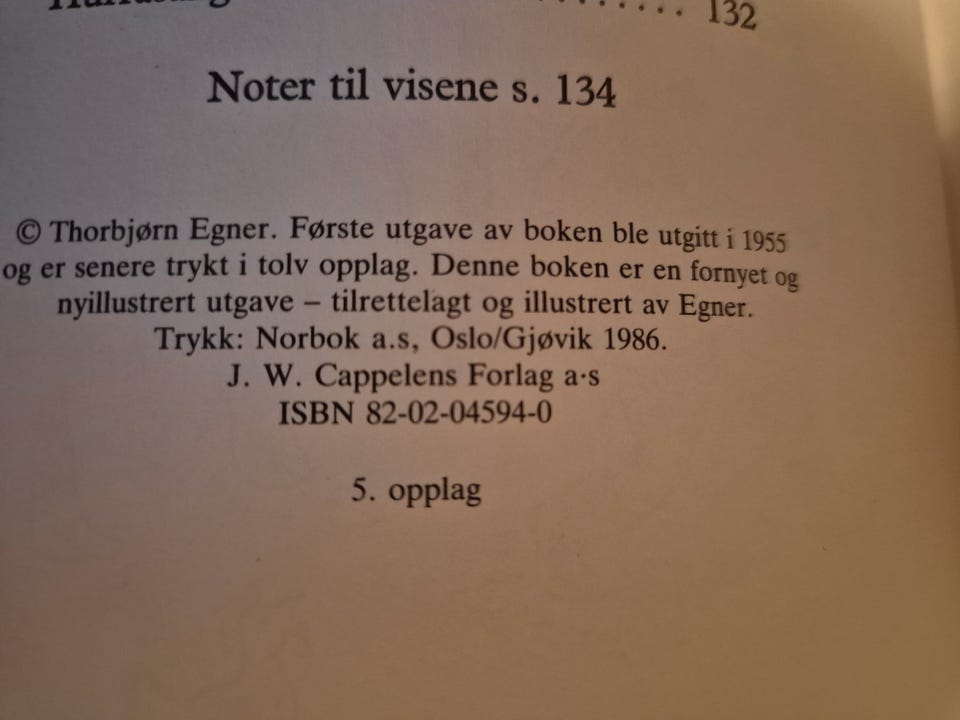 132
Noter til visene s. 134
© Thorbjørn Egner. Første utgave av boken ble utgitt i 1955
og er senere trykt i tolv opplag. Denne boken er en fornyet og
nyillustrert utgave – tilrettelagt og illustrert av Egner.
Trykk: Norbok a.s, Oslo/Gjøvik 1986.
J. W. Cappelens Forlag a·s
ISBN 82-02-04594-0
5. opplag